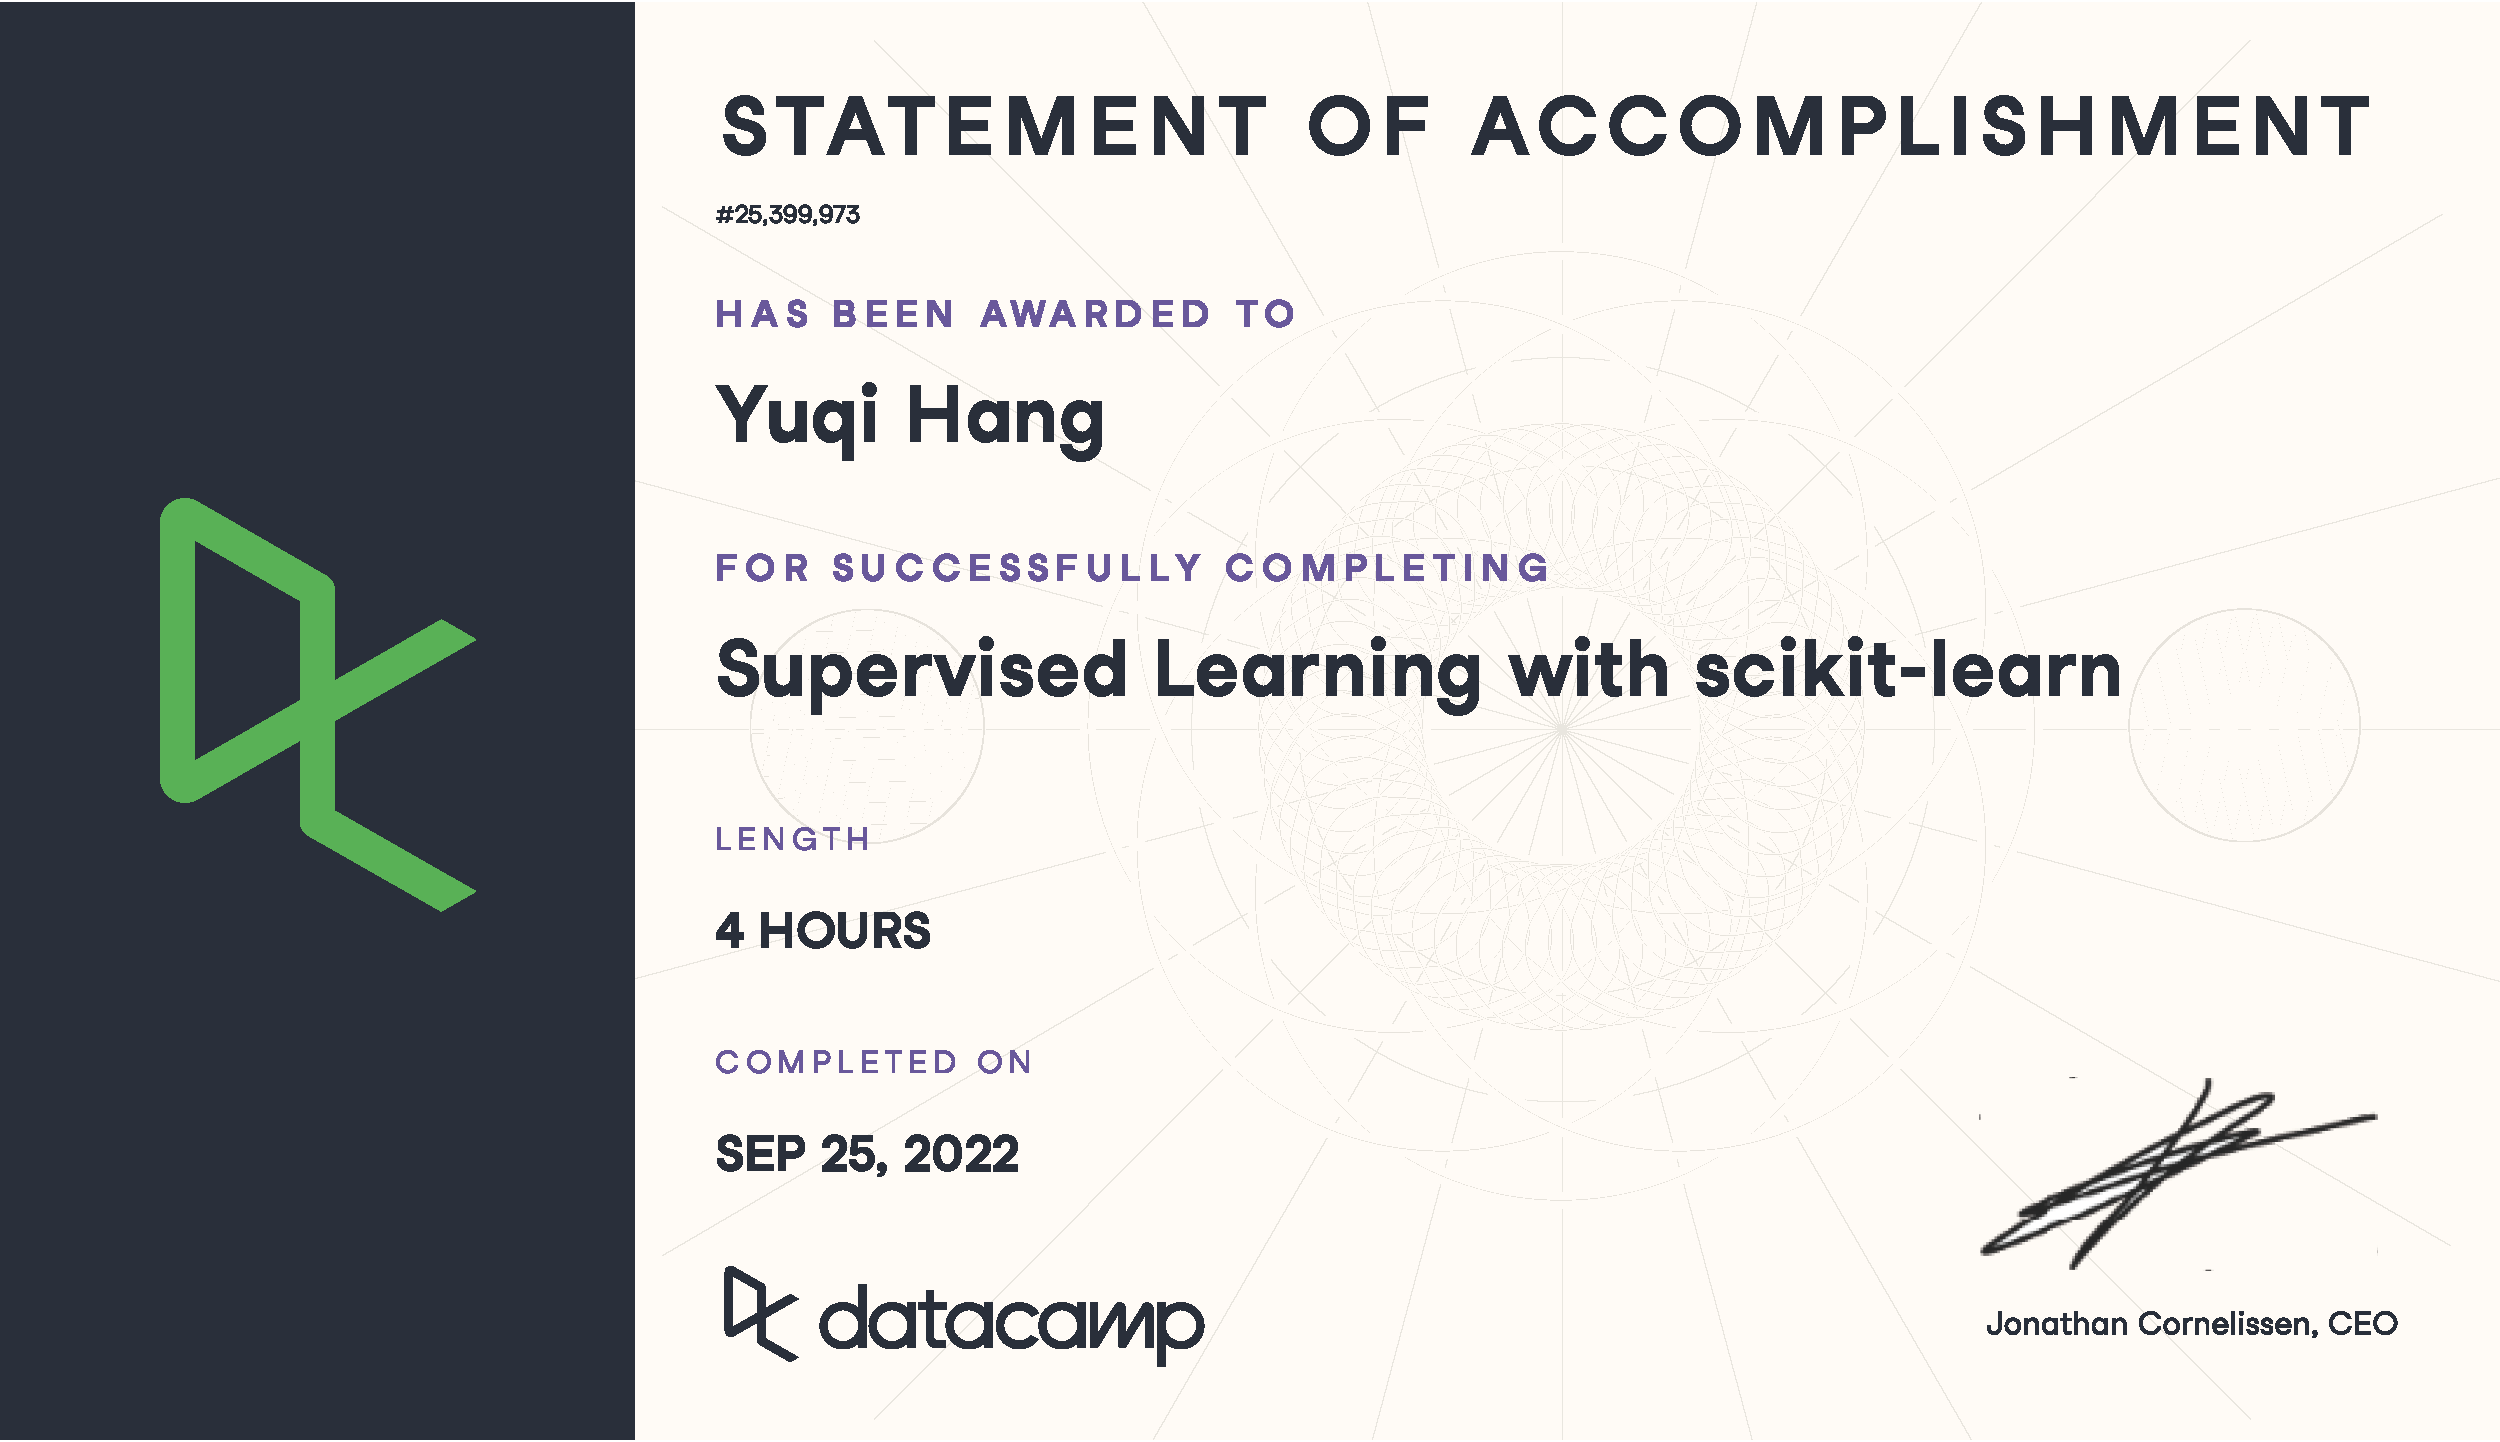 STATEMENT OF ACCOMPLISHMENT
#25,399,973
HAS BEEN AWARDED TO
Yuqi Hang
FOR SUCCESSFULLY COMPLETING
Supervised Learning with scikit-learn
LENGTH
4 HOURS
COMPLETED ON
SEP 25, 2022
datacamp
Jonathan Cornelissen, CEO